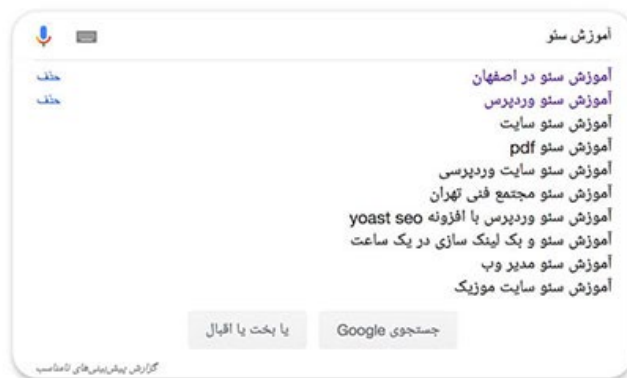 آموزش سئو
آموزش سئو در اصفهان حذف
آموزش سئو وردپرس حذف
آموزش سئو سایت
آموزش سئو pdf
آموزش سئو سایت وردپرسی
آموزش سئو مجتمع فنی تهران
آموزش سئو وردپرس با افزونه yoast seo
آموزش سئو و بک لینک سازی در یک ساعت
آموزش سئو مدیر وب
آموزش سئو سایت موزیک
جستجوی Google یا بخت یا اقبال
گزارش پیش‌بینی‌های نامناسب